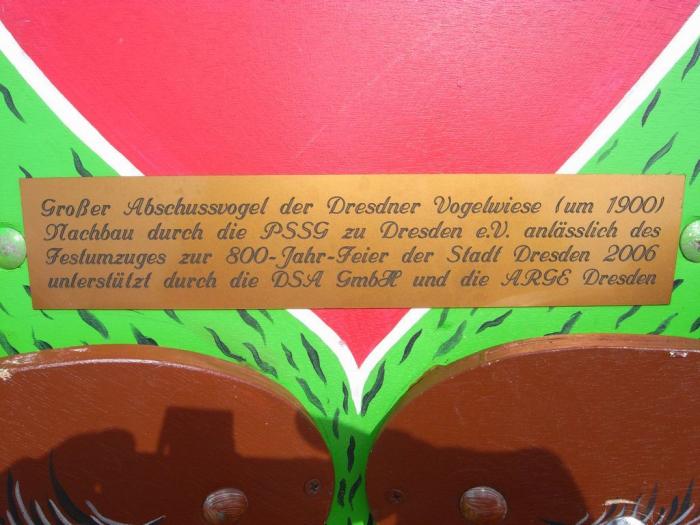 Großer Abschussvogel der Dresdner Vogelwiese (um 1900)
Nachbau durch die PSSG zu Dresden e.V. anlässlich des
Festumzuges zur 800-Jahr-Feier der Stadt Dresden 2006
unterstützt durch die DSA GmbH und die ARGE Dresden